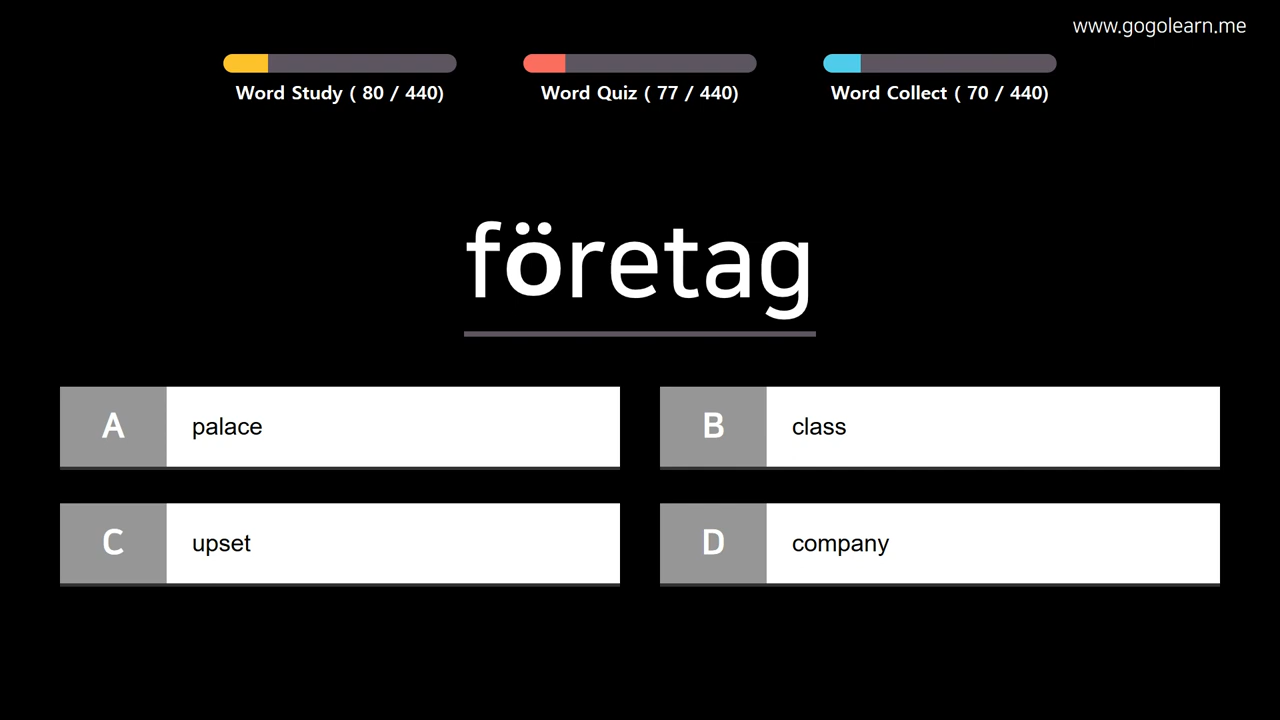 www.gogolearn.me
Word Study ( 80 / 440)
Word Quiz ( 77 / 440)
Word Collect ( 70 / 440)
företag
A palace
B class
C upset
D company